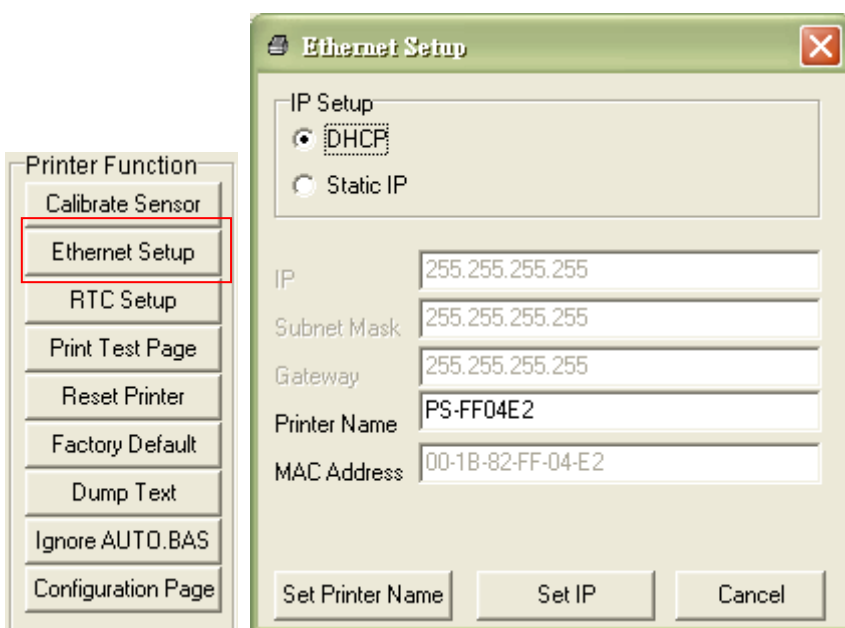 Printer Function
Calibrate Sensor
Ethernet Setup
RTC Setup
Print Test Page
Reset Printer
Factory Default
Dump Text
Ignore AUTO.BAS
Configuration Page
Ethernet Setup
IP Setup
DHCP
Static IP
IP 255.255.255.255
Subnet Mask 255.255.255.255
Gateway 255.255.255.255
Printer Name PS-FF04E2
MAC Address 00-1B-82-FF-04-E2
Set Printer Name Set IP Cancel